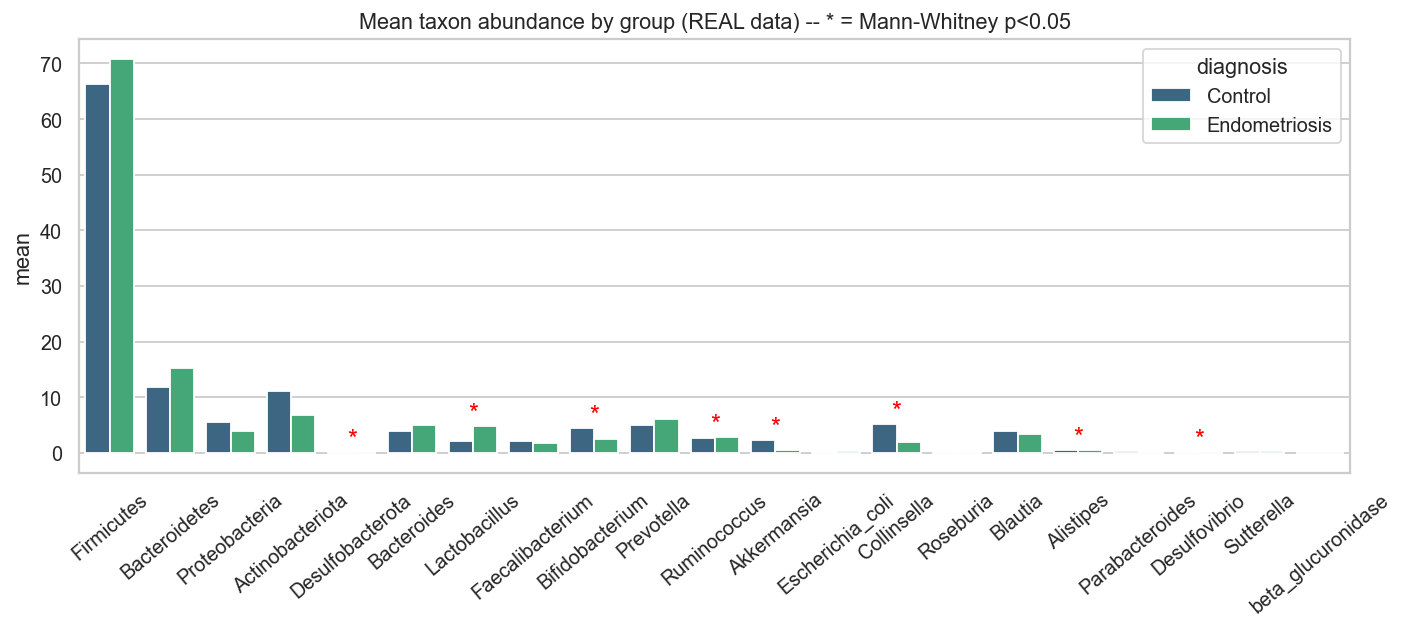 Mean taxon abundance by group (REAL data) -- * = Mann-Whitney p<0.05
diagnosis
Control
Endometriosis
mean
70
60
50
40
30
20
10
0
*
*
*
*
*
*
*
*
Firmicutes
Bacteroidetes
Proteobacteria
Actinobacteriota
Desulfobacterota
Bacteroides
Lactobacillus
Faecalibacterium
Bifidobacterium
Prevotella
Ruminococcus
Akkermansia
Escherichia_coli
Collinsella
Roseburia
Blautia
Alistipes
Parabacteroides
Desulfovibrio
Sutterella
beta_glucuronidase